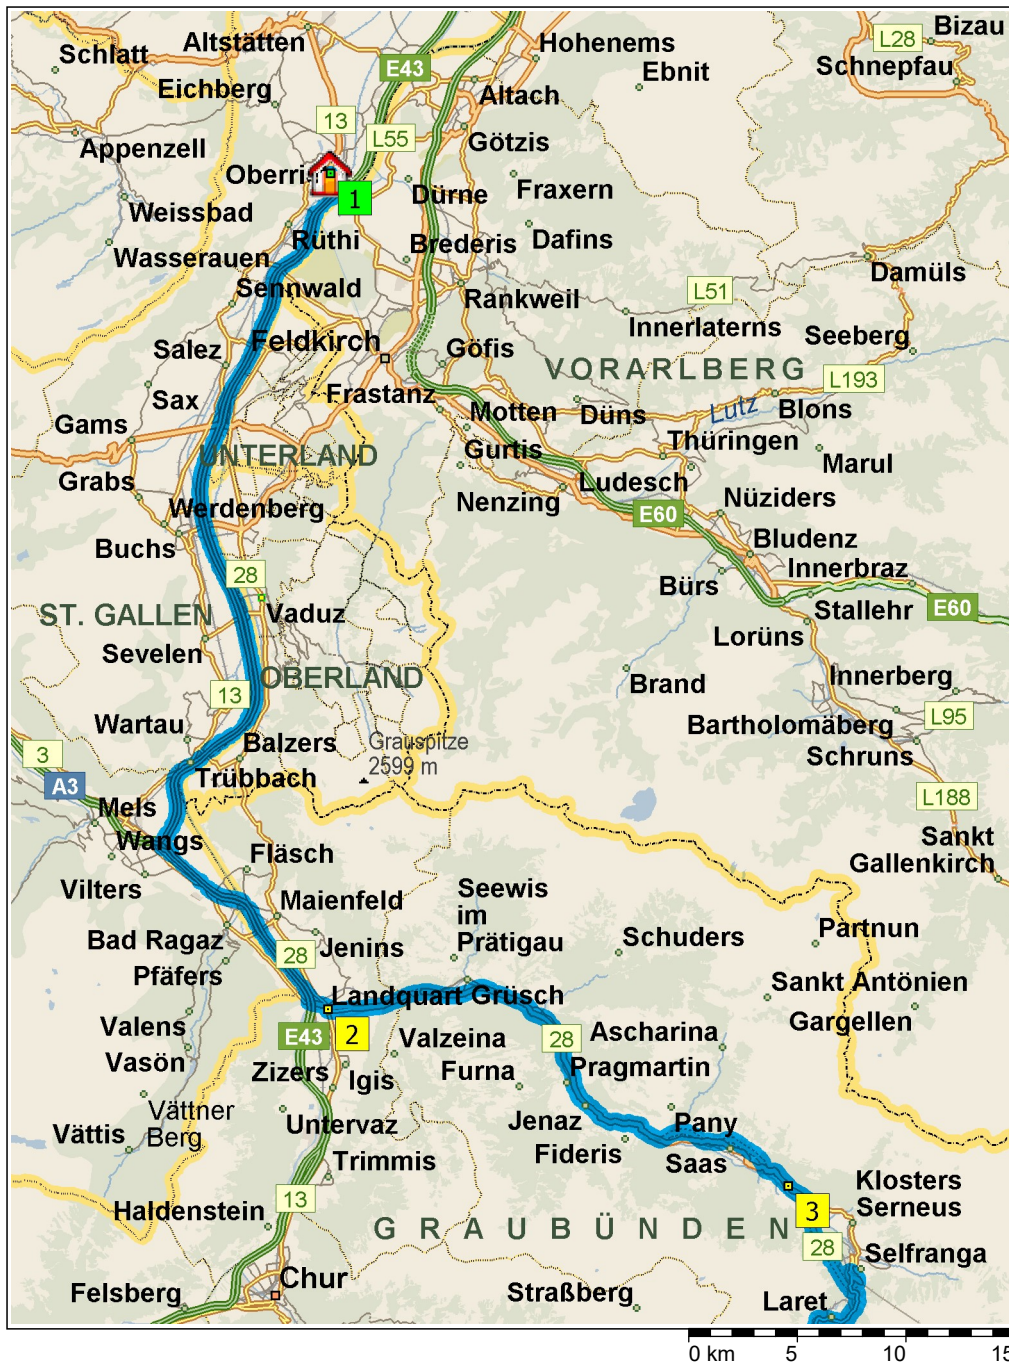 Bizau
L28
Schnepfau
Altstätten
Schlatt
Hohenems
E43
Ebnit
Eichberg
Altach
13
L55
Götzis
Appenzell
Oberri
1
Dürne
Fraxern
Weissbad
Rüthi
Brederis
Dafins
Wasserauen
Damüls
Sennwald
Rankweil
L51
Innerlaterns
Seeberg
Feldkirch
Salez
Göfis
VORARLBERG
L193
Sax
Frastanz
Motten
Düns
Lutz
Blons
Gams
Thüringen
Gurtis
Marul
UNTERLAND
Grabs
Ludesch
Nüziders
Werdenberg
Nenzing
E60
Buchs
Bludenz
Innerbraz
28
Bürs
ST. GALLEN
Vaduz
Stallehr
E60
Lorüns
Sevelen
OBERLAND
Brand
Innerberg
13
Wartau
Bartholomäberg
L95
Balzers
Grauspitze
2599 m
Schruns
3
Trübbach
A3
L188
Mels
Wangs
Sankt
Gallenkirch
Fläsch
Vilters
Seewis
im
Prätigau
Maienfeld
Partnun
Bad Ragaz
28
Jenins
Schuders
Pfäfers
Sankt Antönien
Landquart
Grüsch
Gargellen
Valens
E43
2
Valzeina
28
Ascharina
Vasön
Zizers
Igis
Furna
Pragmartin
Vättner
Berg
Untervaz
Jenaz
Pany
Vättis
Fideris
Saas
Trimmis
Klosters
Serneus
13
Haldenstein
3
GRAUBÜNDEN
28
Selfranga
Chur
Felsberg
Straßberg
Laret
0 km
5
10
15